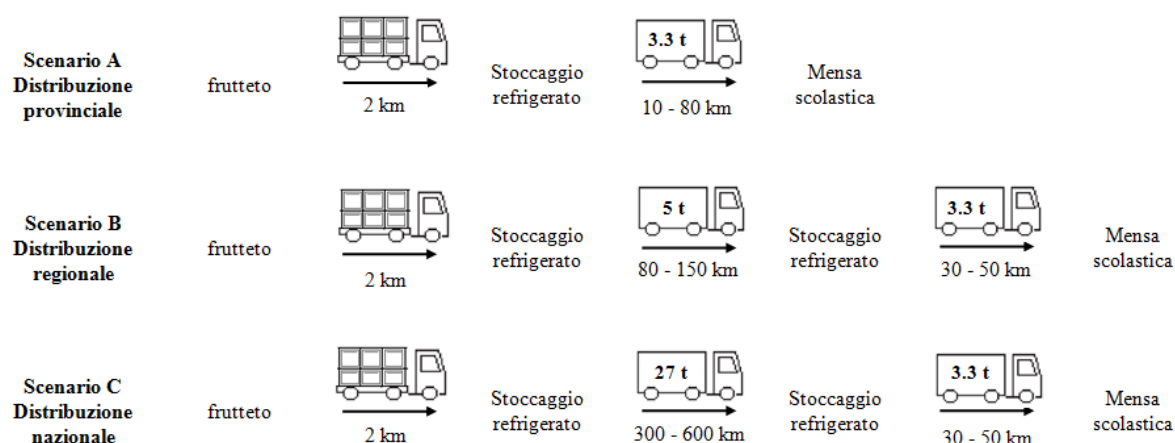 Scenario A
Distribuzione
provinciale
frutteto
2 km
Stoccaggio
refrigerato
3.3 t
10 - 80 km
Mensa
scolastica
Scenario B
Distribuzione
regionale
frutteto
2 km
Stoccaggio
refrigerato
5 t
80 - 150 km
Stoccaggio
refrigerato
3.3 t
30 - 50 km
Mensa
scolastica
Scenario C
Distribuzione
nazionale
frutteto
2 km
Stoccaggio
refrigerato
27 t
300 - 600 km
Stoccaggio
refrigerato
3.3 t
30 - 50 km
Mensa
scolastica